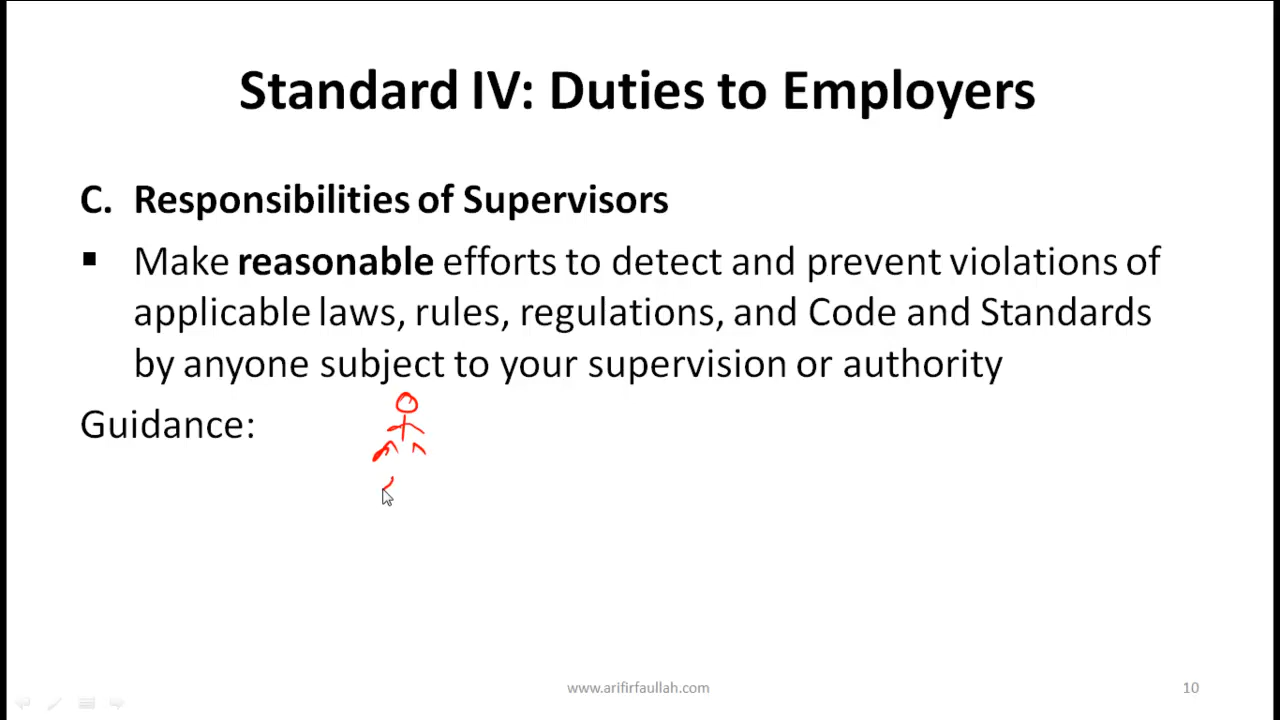 Standard IV: Duties to Employers
C. Responsibilities of Supervisors
▪ Make reasonable efforts to detect and prevent violations of
applicable laws, rules, regulations, and Code and Standards
by anyone subject to your supervision or authority
Guidance:
www.arifirfaullah.com
10